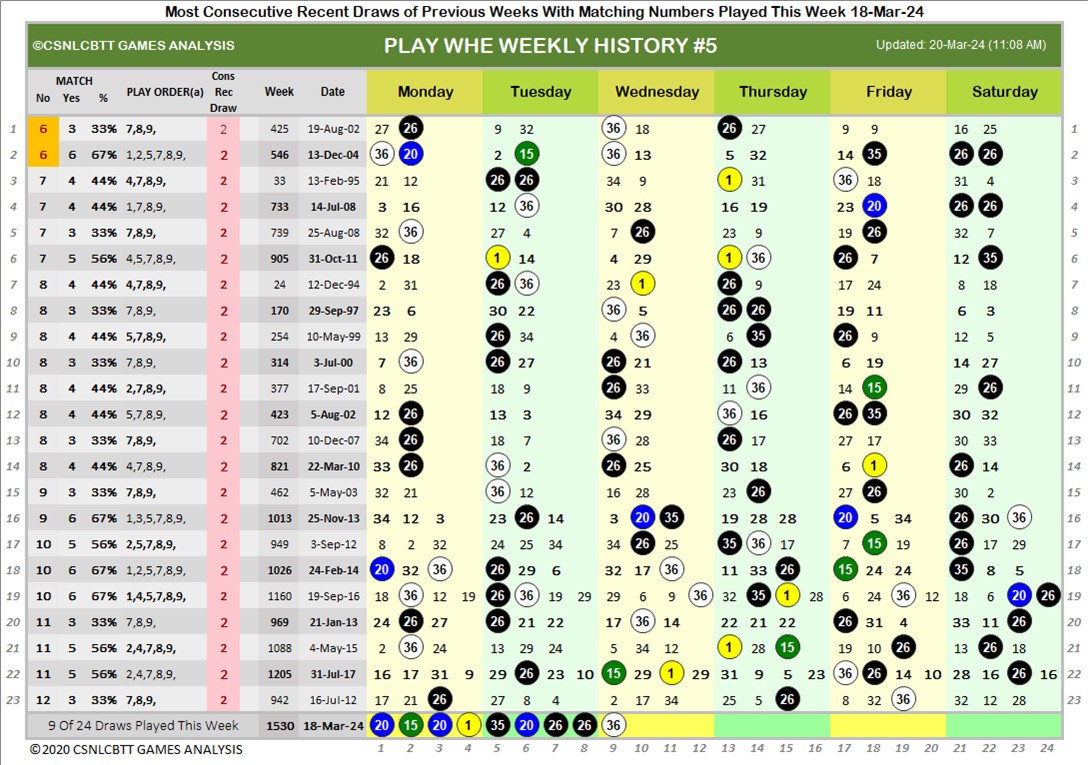 Most Consecutive Recent Draws of Previous Weeks With Matching Numbers Played This Week 18-Mar-24
©CSNLCBTT GAMES ANALYSIS PLAY WHE WEEKLY HISTORY #5 Updated: 20-Mar-24 (11:08 AM)
No MATCH Yes % PLAY ORDER(a) Cons Rec Draw Week Date Monday Tuesday Wednesday Thursday Friday Saturday
1 6 3 33% 7,8,9, 2 425 19-Aug-02 27 26 9 32 36 18 26 27 9 9 16 25 1
2 6 6 67% 1,2,5,7,8,9, 2 546 13-Dec-04 36 20 2 15 36 13 5 32 14 35 26 26 2
3 7 4 44% 4,7,8,9, 2 33 13-Feb-95 21 12 26 26 34 9 1 31 36 18 31 4 3
4 7 4 44% 1,7,8,9, 2 733 14-Jul-08 3 16 12 36 30 28 16 19 23 20 26 26 4
5 7 3 33% 7,8,9, 2 739 25-Aug-08 32 36 27 4 7 26 23 9 19 26 32 7 5
6 7 5 56% 4,5,7,8,9, 2 905 31-Oct-11 26 18 1 14 4 29 1 36 26 7 12 35 6
7 8 4 44% 4,7,8,9, 2 24 12-Dec-94 2 31 26 36 23 1 26 9 17 24 8 18 7
8 8 3 33% 7,8,9, 2 170 29-Sep-97 23 6 30 22 36 5 26 26 19 11 6 3 8
9 8 4 44% 5,7,8,9, 2 254 10-May-99 13 29 26 34 4 36 6 35 26 9 12 5 9
10 8 3 33% 7,8,9, 2 314 3-Jul-00 7 36 26 27 26 21 26 13 6 19 14 27 10
11 8 4 44% 2,7,8,9, 2 377 17-Sep-01 8 25 18 9 26 33 11 36 14 15 29 26 11
12 8 4 44% 5,7,8,9, 2 423 5-Aug-02 12 26 13 3 34 29 36 16 26 35 30 32 12
13 8 3 33% 7,8,9, 2 702 10-Dec-07 34 26 18 7 36 28 26 17 27 17 30 33 13
14 8 4 44% 4,7,8,9, 2 821 22-Mar-10 33 26 36 2 26 25 30 18 6 1 26 14 14
15 9 3 33% 7,8,9, 2 462 5-May-03 32 21 36 12 16 28 23 26 27 26 30 2 15
16 9 6 67% 1,3,5,7,8,9, 2 1013 25-Nov-13 34 12 3 23 26 14 3 20 35 19 28 28 20 5 34 26 30 36 16
17 10 5 56% 2,5,7,8,9, 2 949 3-Sep-12 8 2 32 24 25 34 34 26 25 35 36 17 7 15 19 26 17 29 17
18 10 6 67% 1,2,5,7,8,9, 2 1026 24-Feb-14 20 32 36 26 29 6 32 17 36 11 33 26 15 24 24 35 8 5 18
19 10 6 67% 1,4,5,7,8,9, 2 1160 19-Sep-16 18 36 12 19 26 36 19 29 29 6 9 36 32 35 1 28 6 24 36 12 18 6 20 26 19
20 11 3 33% 7,8,9, 2 969 21-Jan-13 24 26 27 26 21 22 17 36 14 22 21 22 26 31 4 33 11 26 20
21 11 5 56% 2,4,7,8,9, 2 1088 4-May-15 2 36 24 13 29 24 5 34 12 1 28 15 19 10 26 18 26 18 21
22 11 5 56% 2,4,7,8,9, 2 1205 31-Jul-17 16 17 31 9 29 26 23 10 15 29 1 29 31 9 5 23 36 26 14 10 28 16 26 16 22
23 12 3 33% 7,8,9, 2 942 16-Jul-12 17 21 26 27 8 4 2 17 34 25 5 26 8 32 36 32 12 28 23
9 Of 24 Draws Played This Week 1530 18-Mar-24 20 15 20 1 35 20 26 26 36
© 2020 CSNLCBTT GAMES ANALYSIS 1 2 3 4 5 6 7 8 9 10 11 12 13 14 15 16 17 18 19 20 21 22 23 24